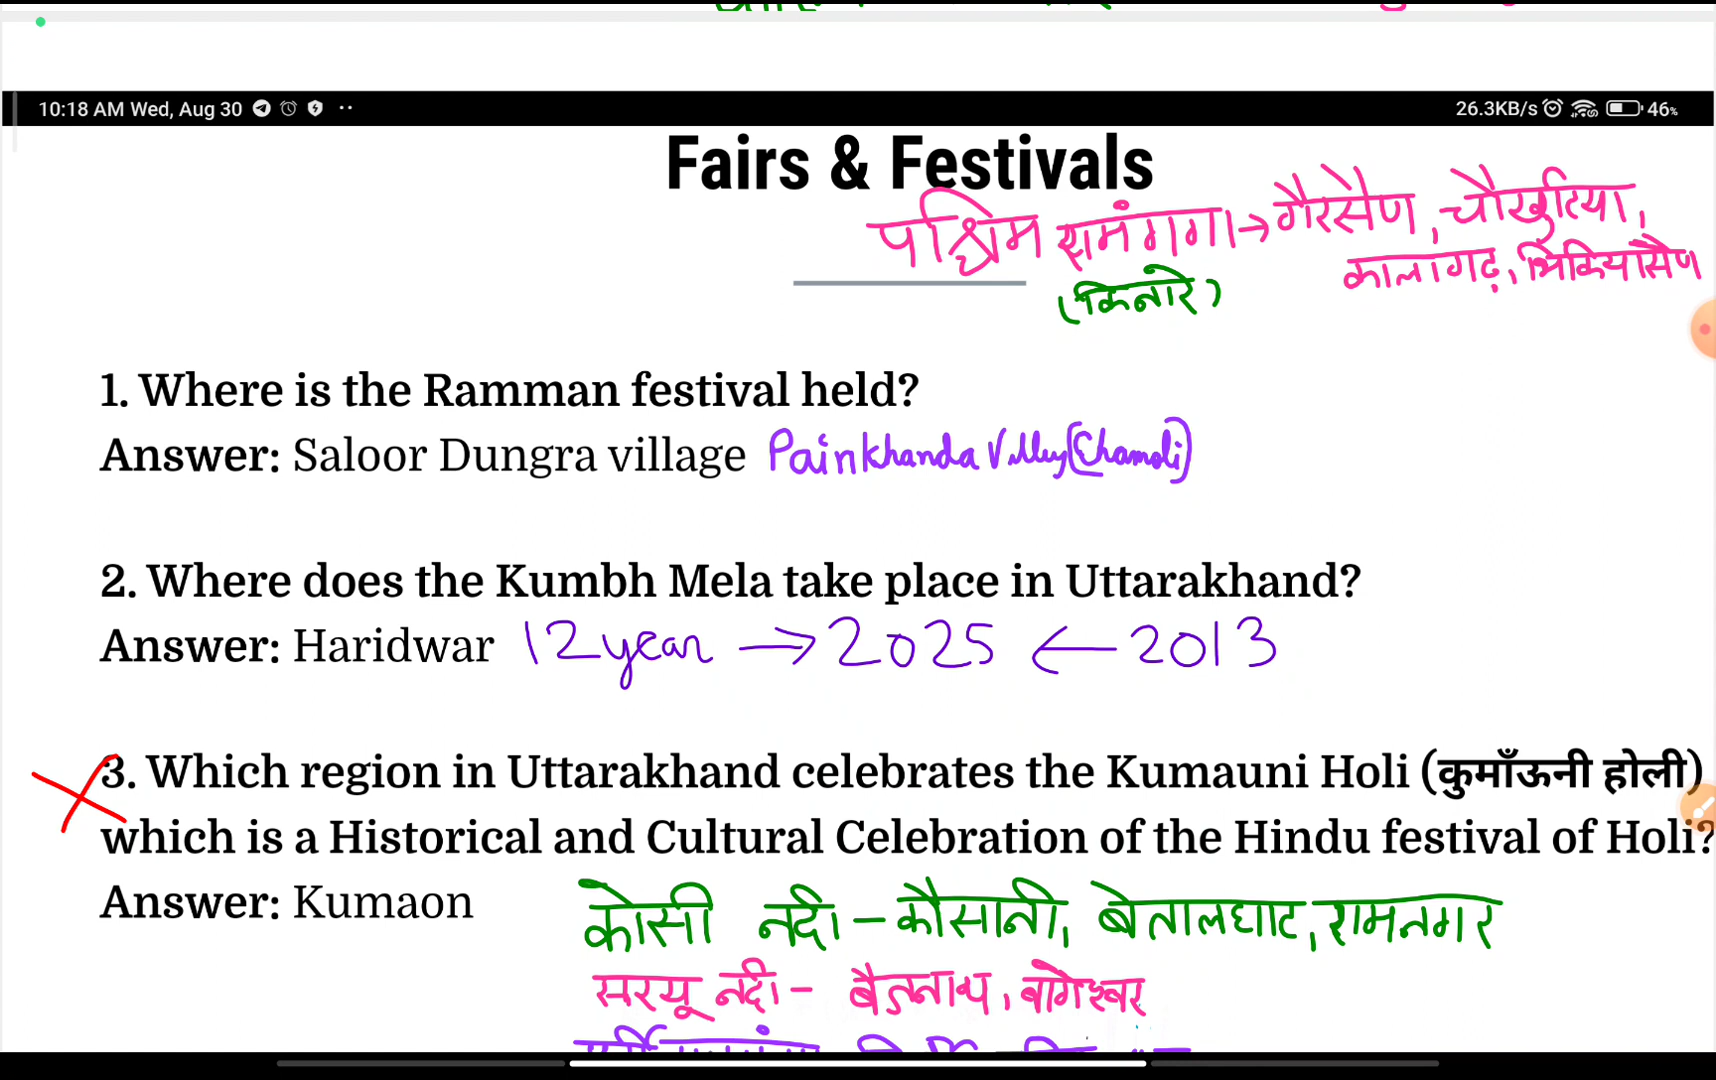 10:18 AM Wed, Aug 30 26.3KB/s 46%
Fairs & Festivals
पश्चिम रामगंगा → गैरसैण, चौखुटिया,
कालागढ़, भिकियासैंण
(किनारे)
1. Where is the Ramman festival held?
Answer: Saloor Dungra village Painkhanda Valley (Chamoli)
2. Where does the Kumbh Mela take place in Uttarakhand?
Answer: Haridwar 12 year → 2025 ← 2013
3. Which region in Uttarakhand celebrates the Kumauni Holi (कुमाँऊनी होली)
which is a Historical and Cultural Celebration of the Hindu festival of Holi?
Answer: Kumaon
कोसी नदी - कौसानी, बेतालघाट, रामनगर
सरयू नदी - बैजनाथ, बागेश्वर